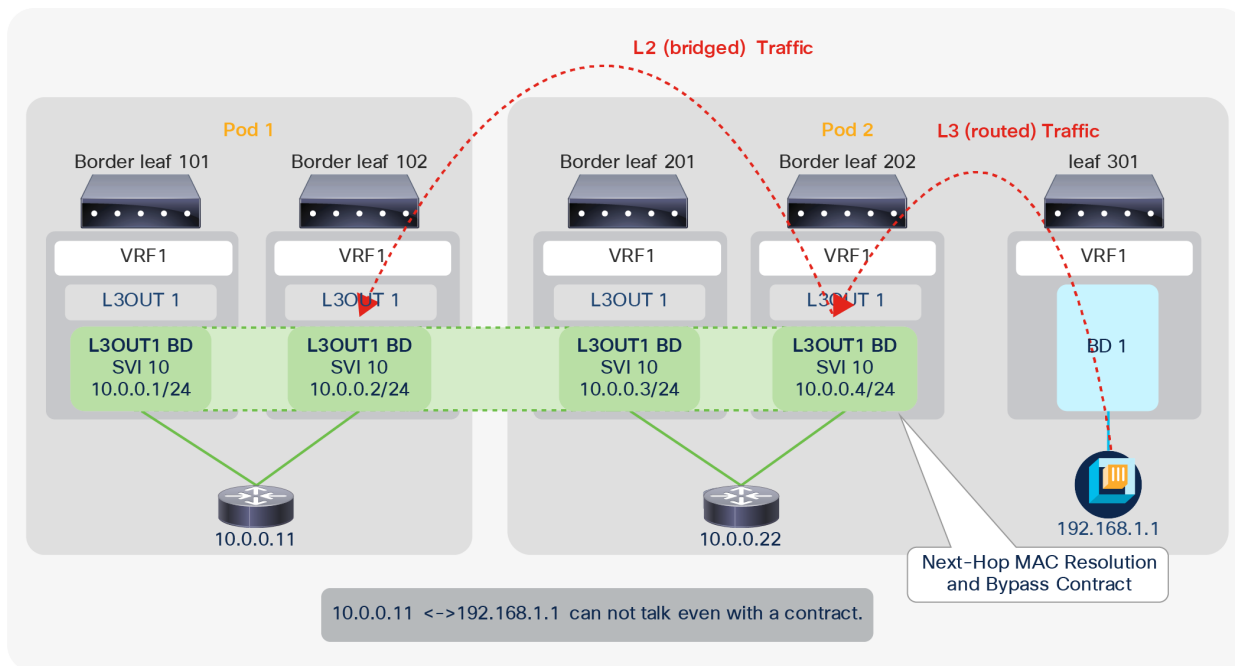 L2 (bridged) Traffic
Pod 1
Pod 2
L3 (routed) Traffic
Border leaf 101
Border leaf 102
Border leaf 201
Border leaf 202
leaf 301
VRF1
VRF1
VRF1
VRF1
VRF1
L3OUT 1
L3OUT 1
L3OUT 1
L3OUT 1
L3OUT1 BD
SVI 10
10.0.0.1/24
L3OUT1 BD
SVI 10
10.0.0.2/24
L3OUT1 BD
SVI 10
10.0.0.3/24
L3OUT1 BD
SVI 10
10.0.0.4/24
BD 1
10.0.0.11
10.0.0.22
192.168.1.1
Next-Hop MAC Resolution
and Bypass Contract
10.0.0.11 <->192.168.1.1 can not talk even with a contract.